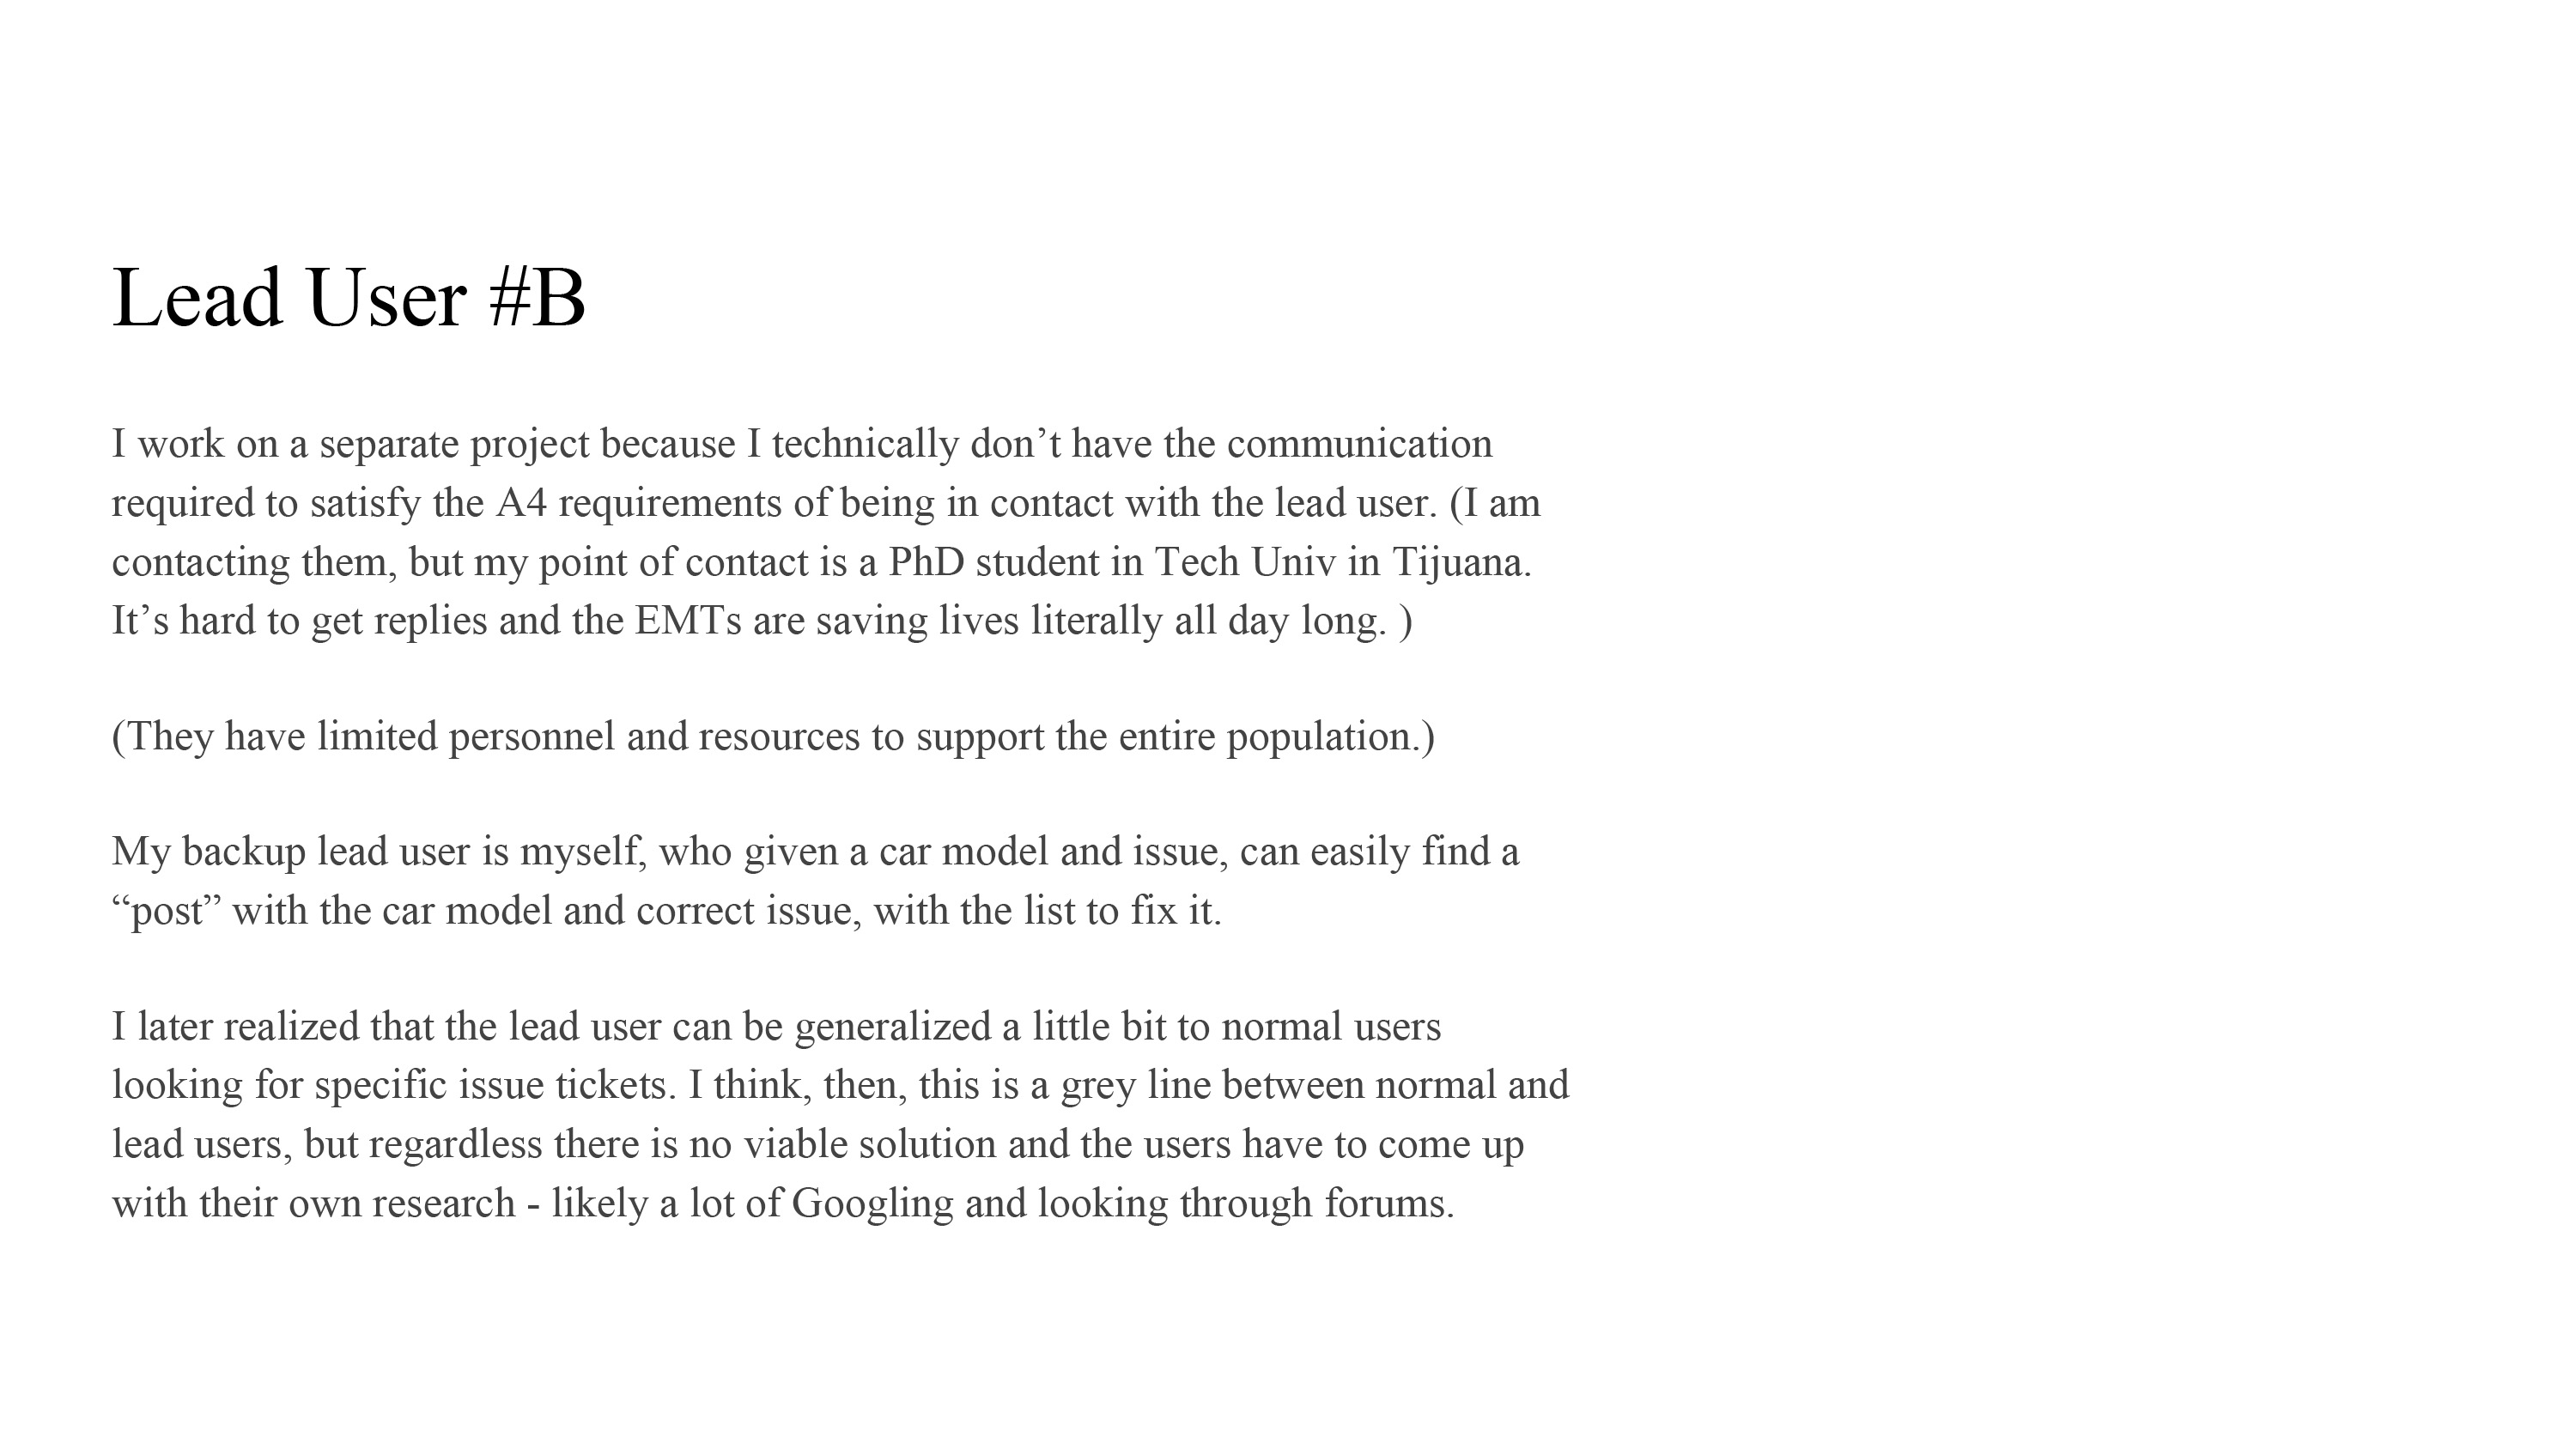 Lead User #B
I work on a separate project because I technically don’t have the communication
required to satisfy the A4 requirements of being in contact with the lead user. (I am
contacting them, but my point of contact is a PhD student in Tech Univ in Tijuana.
It’s hard to get replies and the EMTs are saving lives literally all day long. )
(They have limited personnel and resources to support the entire population.)
My backup lead user is myself, who given a car model and issue, can easily find a
“post” with the car model and correct issue, with the list to fix it.
I later realized that the lead user can be generalized a little bit to normal users
looking for specific issue tickets. I think, then, this is a grey line between normal and
lead users, but regardless there is no viable solution and the users have to come up
with their own research - likely a lot of Googling and looking through forums.